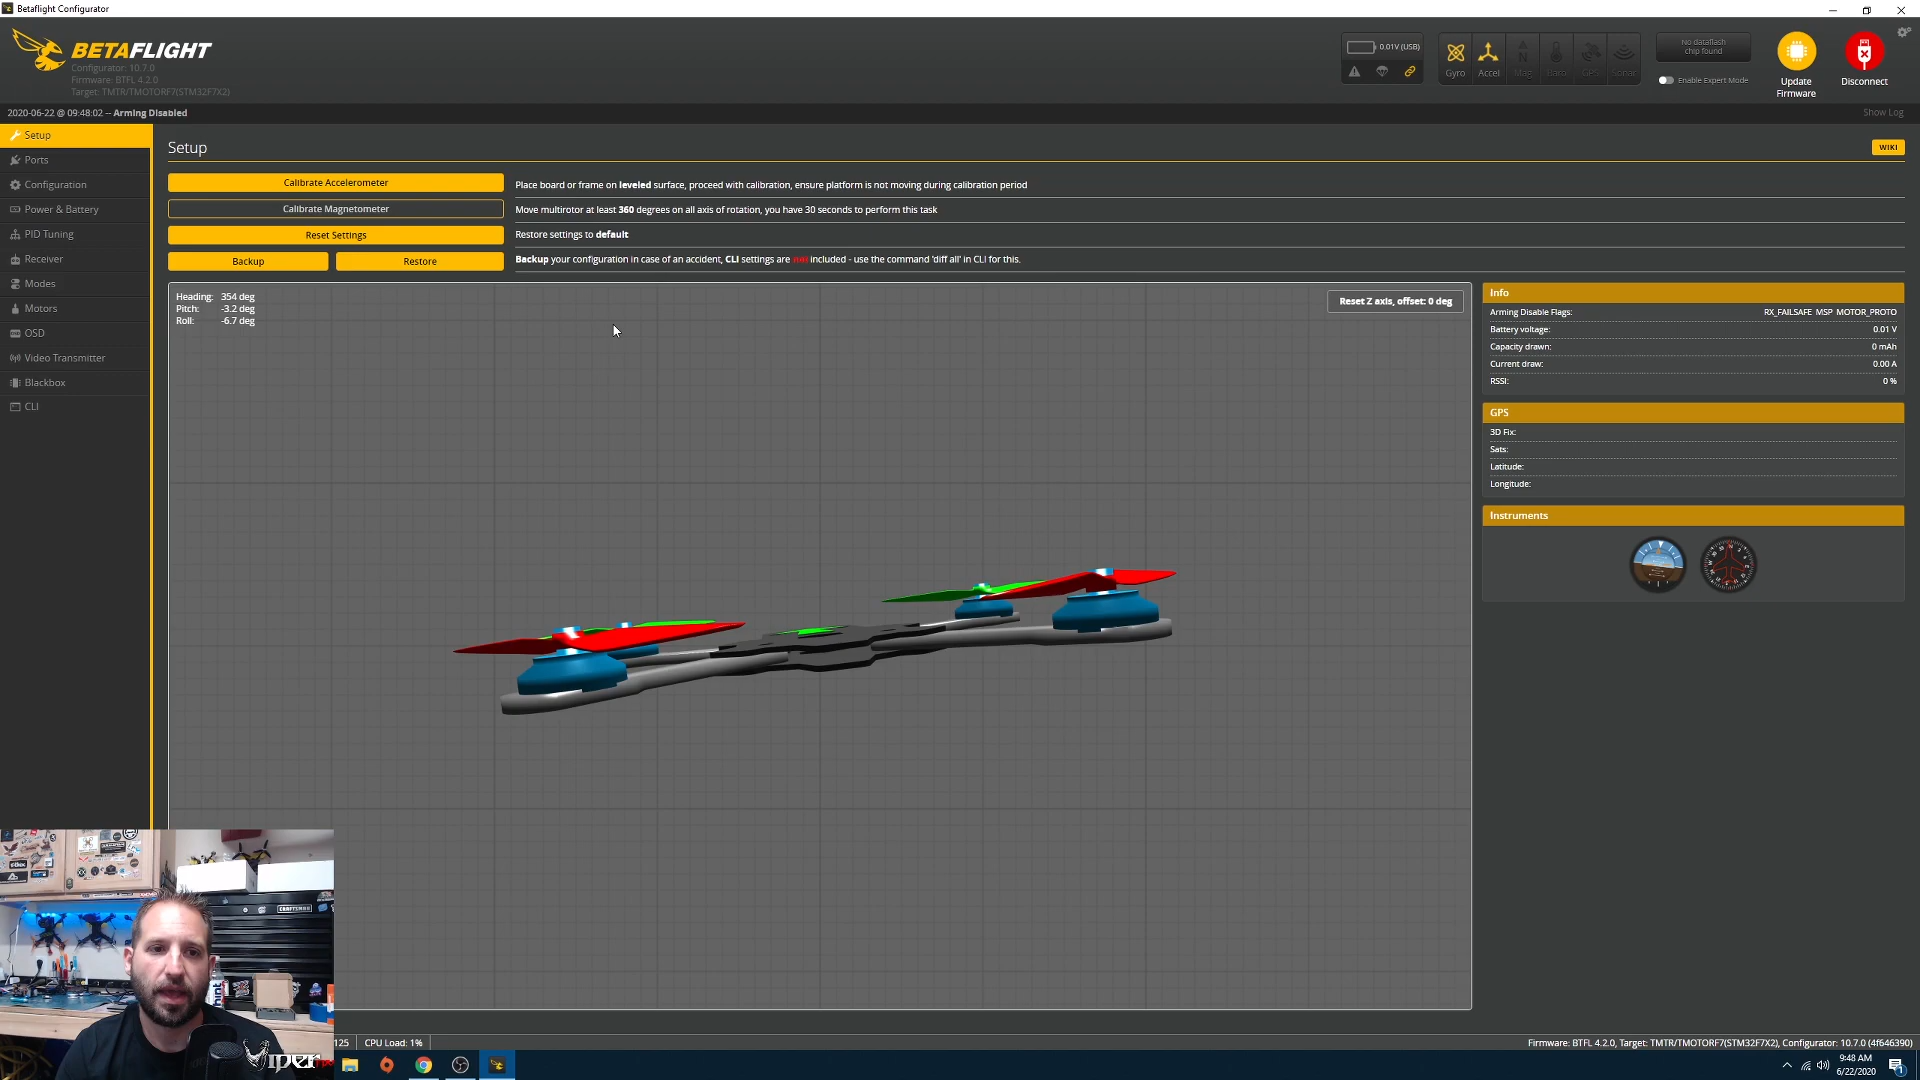 Betaflight Configurator
BETAFLIGHT
Configurator: 10.7.0
Firmware: BTFL 4.2.0
Target: TMTR/TMOTORF7(STM32F7X2)
0.01V (USB)
Gyro
Accel
Mag
Baro
GPS
Sonar
No dataflash
chip found
Enable Expert Mode
Update
Firmware
Disconnect
2020-06-22 @ 09:48:02 -- Arming Disabled
Show Log
Setup
Ports
Configuration
Power & Battery
PID Tuning
Receiver
Modes
Motors
OSD
Video Transmitter
Blackbox
CLI
Setup
WIKI
Calibrate Accelerometer
Place board or frame on leveled surface, proceed with calibration, ensure platform is not moving during calibration period
Calibrate Magnetometer
Move multirotor at least 360 degrees on all axis of rotation, you have 30 seconds to perform this task
Reset Settings
Restore settings to default
Backup
Restore
Backup your configuration in case of an accident, CLI settings are not included - use the command 'diff all' in CLI for this.
Heading: 354 deg
Pitch: -3.2 deg
Roll: -6.7 deg
Reset Z axis, offset: 0 deg
Info
Arming Disable Flags: RX_FAILSAFE MSP MOTOR_PROTO
Battery voltage: 0.01 V
Capacity drawn: 0 mAh
Current draw: 0.00 A
RSSI: 0 %
GPS
3D Fix:
Sats:
Latitude:
Longitude:
Instruments
CRAFTSMAN
mint
Viper
125
CPU Load: 1%
Firmware: BTFL 4.2.0, Target: TMTR/TMOTORF7(STM32F7X2), Configurator: 10.7.0 (4f646390)
9:48 AM
6/22/2020
1